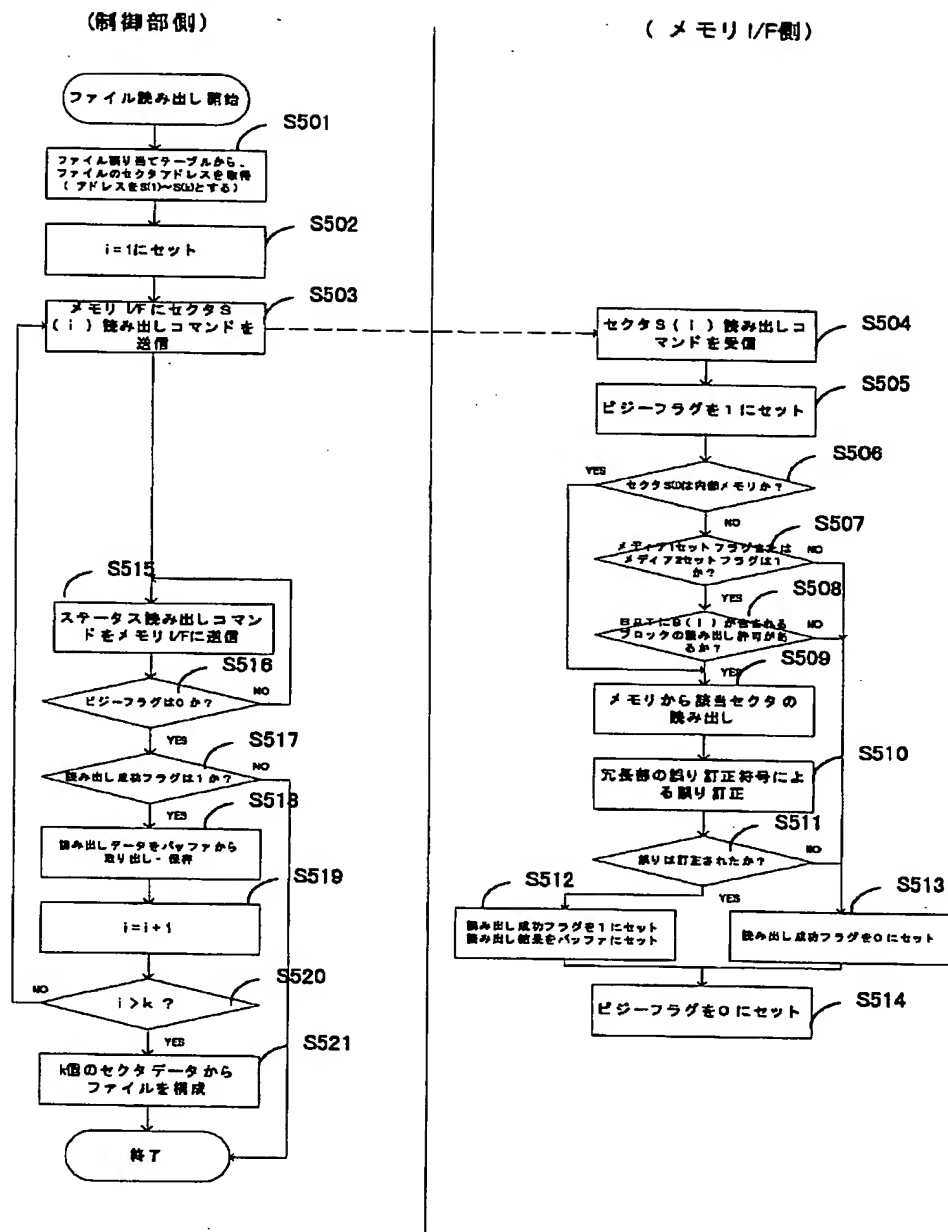 (制御部側)
ファイル読み出し開始
S501
ファイル割り当てテーブルから、
ファイルのセクタアドレスを取得
(アドレスをS(1)~S(k)とする)
S502
i=1にセット
S503
メモリI/FにセクタS
(i)読み出しコマンドを
送信
S515
ステータス読み出しコマン
ドをメモリI/Fに送信
S516
ビジーフラグは0か?
NO
YES
S517
読み出し成功フラグは1か?
NO
YES
S518
読み出しデータをバッファから
取り出し・保存
S519
i=i+1
S520
i>k?
NO
YES
S521
k個のセクタデータから
ファイルを構成
終了
(メモリI/F側)
S504
セクタS(i)読み出しコ
マンドを受信
S505
ビジーフラグを1にセット
S506
YES
セクタS(i)は内部メモリか?
NO
S507
メディア1セットフラグまたは
メディア2セットフラグは1
か?
NO
YES
S508
にS(i)が含まれる
ブロックの読み出し許可があ
るか?
NO
YES
S509
メモリから該当セクタの
読み出し
S510
冗長部の誤り訂正符号によ
る誤り訂正
S511
誤りは訂正されたか?
NO
YES
S512
読み出し成功フラグを1にセット
読み出し結果をバッファにセット
S513
読み出し成功フラグを0にセット
S514
ビジーフラグを0にセット